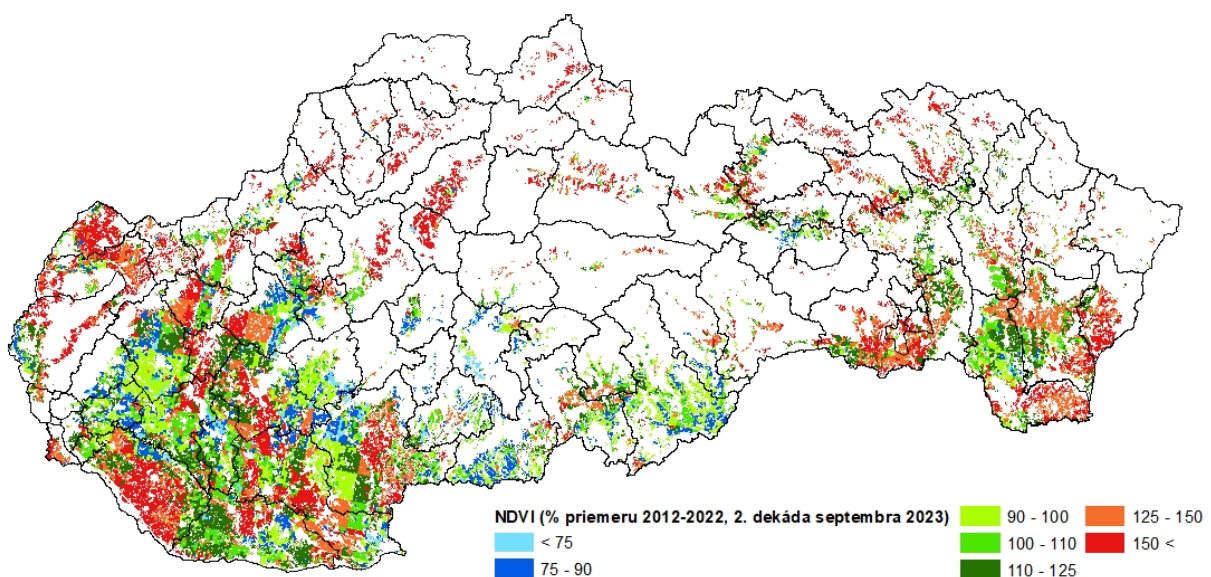 NDVI (% priemeru 2012-2022, 2. dekáda septembra 2023)
< 75
75 - 90
90 - 100
100 - 110
110 - 125
125 - 150
150 <